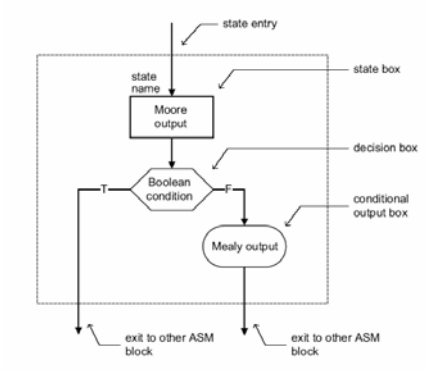 state entry
state box
state
name
Moore
output
decision box
Boolean
condition
T
F
conditional
output box
Mealy output
exit to other ASM
block
exit to other ASM
block